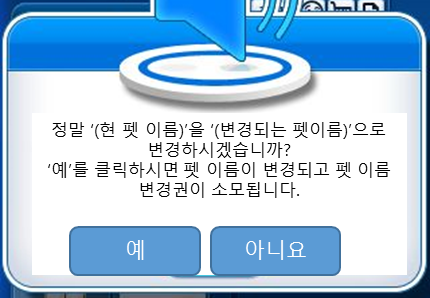 정말 ‘(현 펫 이름)’을 ‘(변경되는 펫이름)’으로
변경하시겠습니까?
‘예’를 클릭하시면 펫 이름이 변경되고 펫 이름
변경권이 소모됩니다.
예
아니요